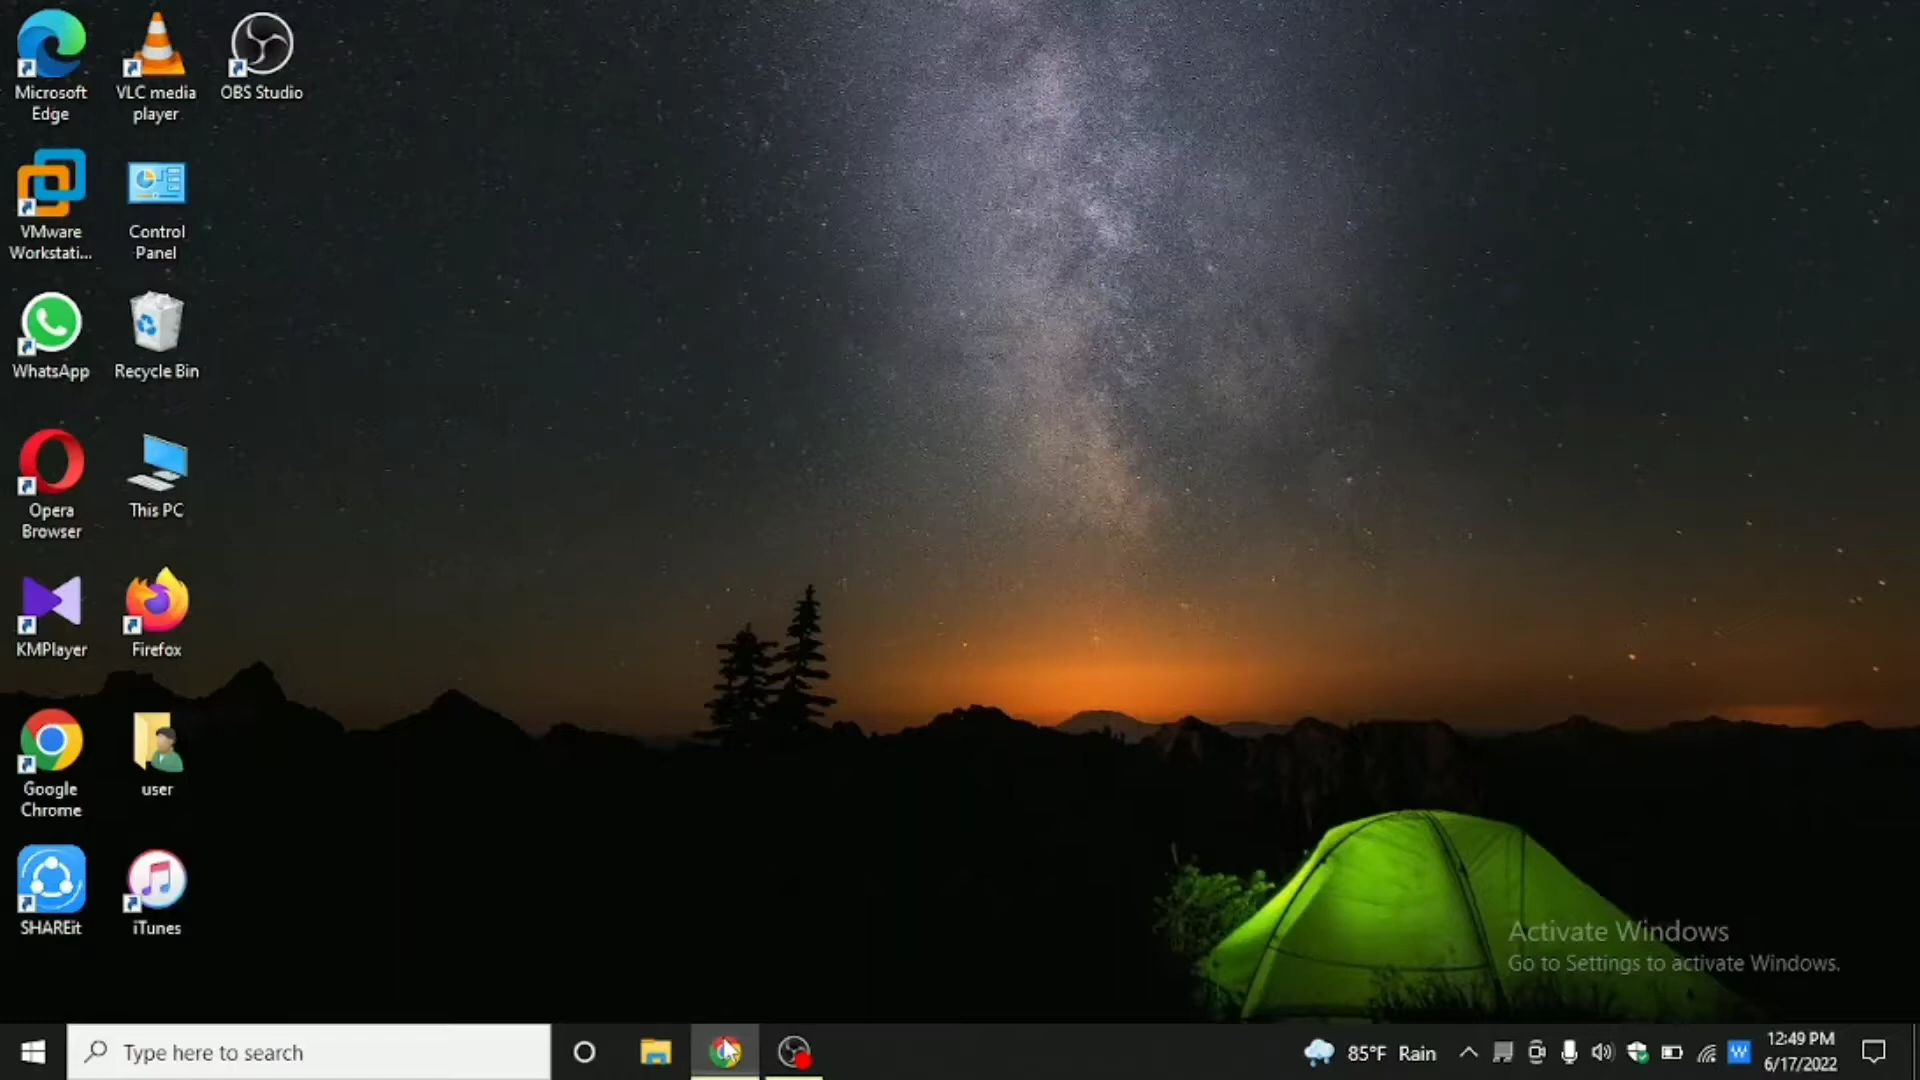 Microsoft
Edge
VLC media
player
OBS Studio
VMware
Workstati...
Control
Panel
WhatsApp
Recycle Bin
Opera
Browser
This PC
KMPlayer
Firefox
Google
Chrome
user
SHAREit
iTunes
Activate Windows
Go to Settings to activate Windows.
Type here to search
85°F Rain
W
12:49 PM
6/17/2022